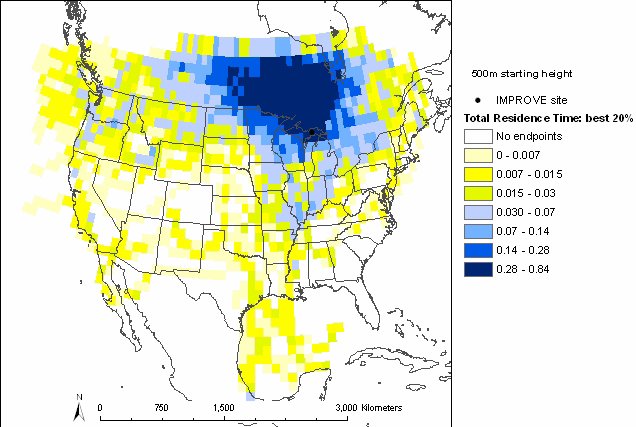 500m starting height
IMPROVE site
Total Residence Time: best 20%
No endpoints
0 - 0.007
0.007 - 0.015
0.015 - 0.03
0.030 - 0.07
0.07 - 0.14
0.14 - 0.28
0.28 - 0.84
N
0 750 1,500 3,000 Kilometers